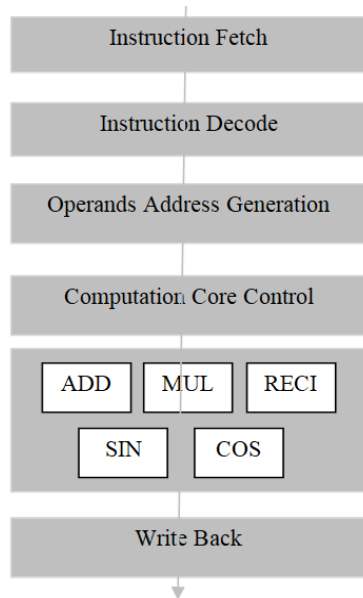 Instruction Fetch
Instruction Decode
Operands Address Generation
Computation Core Control
ADD MUL RECI
SIN COS
Write Back